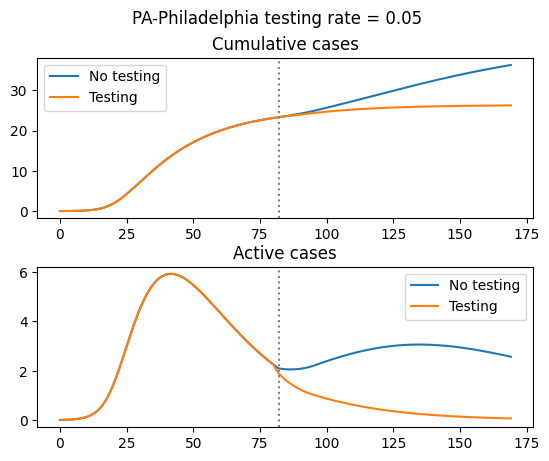 PA-Philadelphia testing rate = 0.05
Cumulative cases
No testing
Testing
30
20
10
0
0 25 50 75 100 125 150 175
Active cases
No testing
Testing
6
4
2
0
0 25 50 75 100 125 150 175